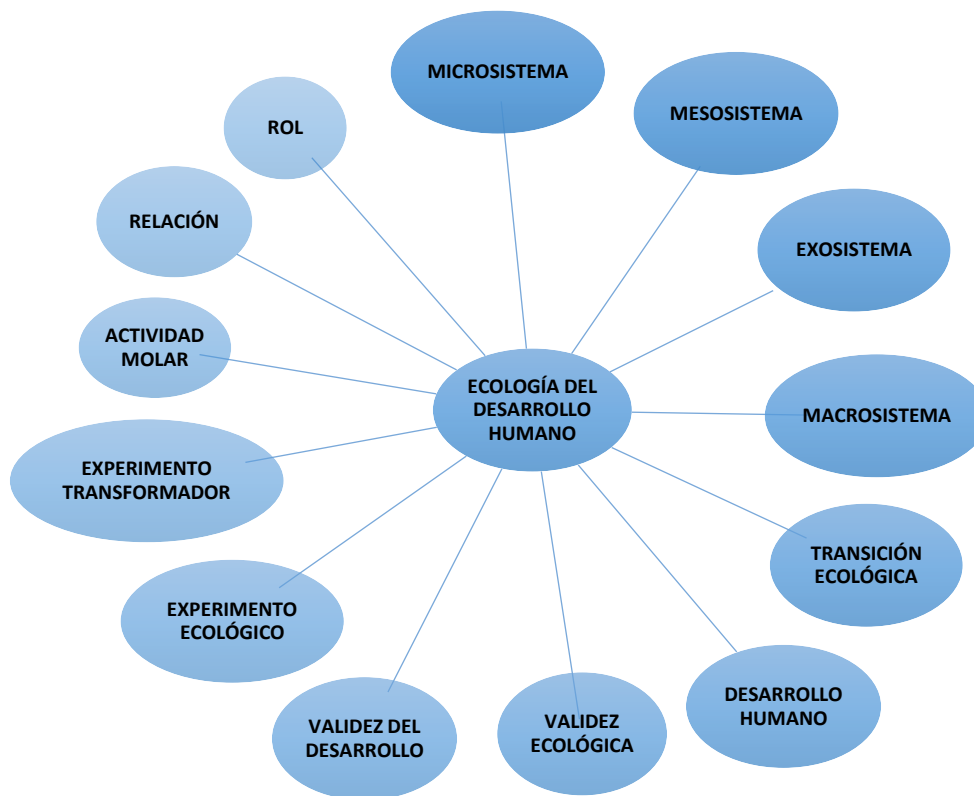 MICROSISTEMA
MESOSISTEMA
ROL
RELACIÓN
EXOSISTEMA
ACTIVIDAD
MOLAR
ECOLOGÍA DEL
DESARROLLO
HUMANO
MACROSISTEMA
EXPERIMENTO
TRANSFORMADOR
TRANSICIÓN
ECOLÓGICA
EXPERIMENTO
ECOLÓGICO
DESARROLLO
HUMANO
VALIDEZ DEL
DESARROLLO
VALIDEZ
ECOLÓGICA